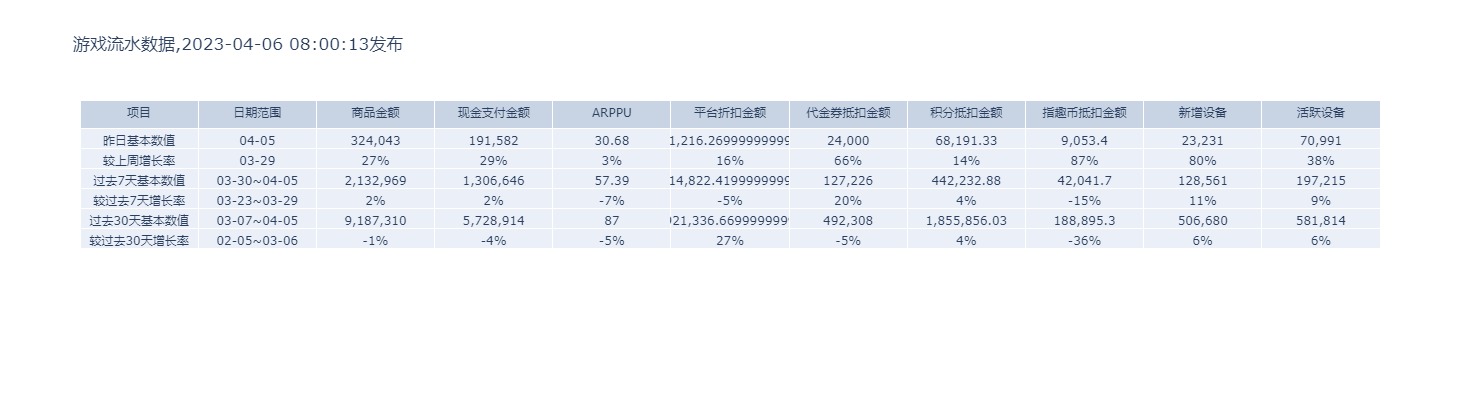 游戏流水数据,2023-04-06 08:00:13发布
项目 日期范围 商品金额 现金支付金额 ARPPU 平台折扣金额 代金券抵扣金额 积分抵扣金额 指趣币抵扣金额 新增设备 活跃设备
昨日基本数值 04-05 324,043 191,582 30.68 1,216.26999999999 24,000 68,191.33 9,053.4 23,231 70,991
较上周增长率 03-29 27% 29% 3% 16% 66% 14% 87% 80% 38%
过去7天基本数值 03-30~04-05 2,132,969 1,306,646 57.39 14,822.4199999999 127,226 442,232.88 42,041.7 128,561 197,215
较过去7天增长率 03-23~03-29 2% 2% -7% -5% 20% 4% -15% 11% 9%
过去30天基本数值 03-07~04-05 9,187,310 5,728,914 87 21,336.6699999999 492,308 1,855,856.03 188,895.3 506,680 581,814
较过去30天增长率 02-05~03-06 -1% -4% -5% 27% -5% 4% -36% 6% 6%